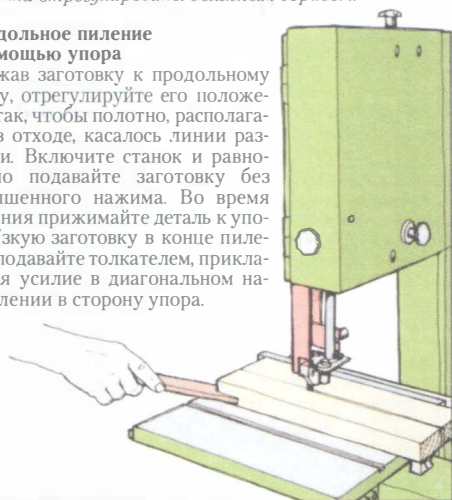 дольное пиление
мощью упора
жав заготовку к продольному
у, отрегулируйте его положе-
так, чтобы полотно, располага-
в отходе, касалось линии раз-
и. Включите станок и равно-
о подавайте заготовку без
ышенного нажима. Во время
ения прижимайте деталь к упо-
зкую заготовку в конце пиле-
подавайте толкателем, прикла-
я усилие в диагональном на-
лении в сторону упора.